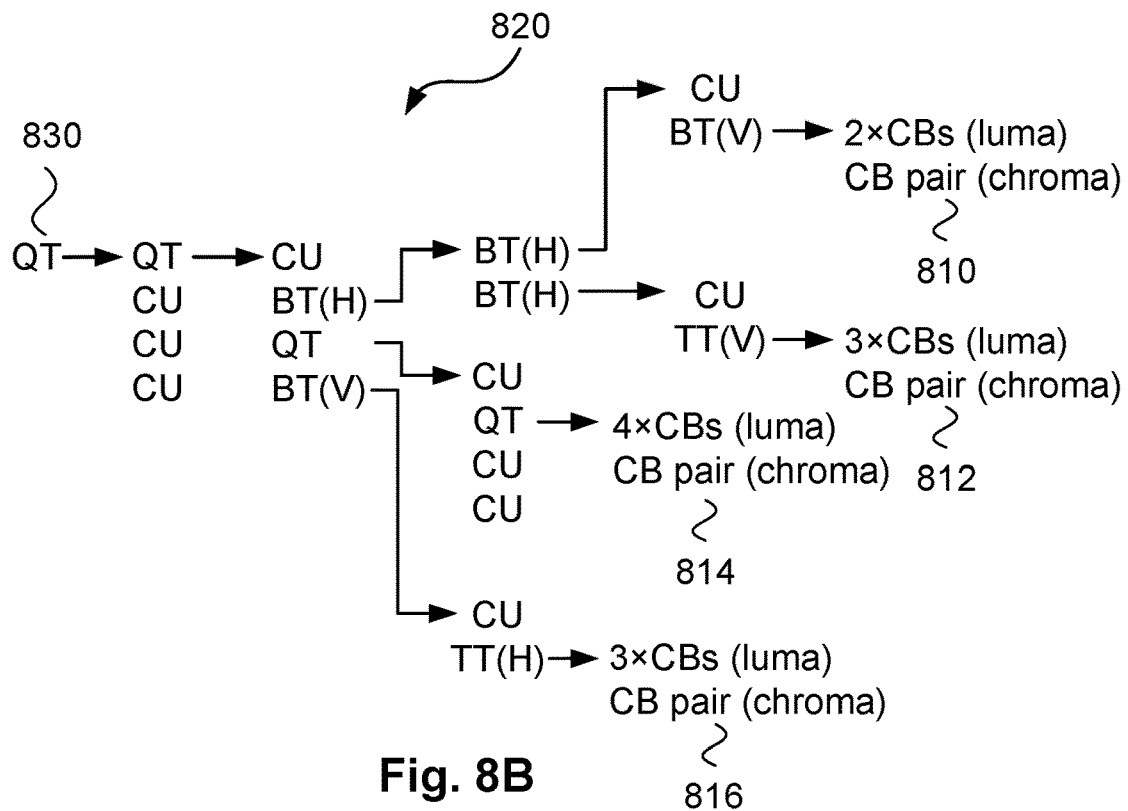 820
830
QT
QT
CU
CU
CU
CU
BT(H)
QT
BT(V)
BT(H)
BT(H)
CU
BT(V)
2×CBs (luma)
CB pair (chroma)
810
CU
TT(V)
3×CBs (luma)
CB pair (chroma)
812
CU
QT
CU
CU
4×CBs (luma)
CB pair (chroma)
814
CU
TT(H)
3×CBs (luma)
CB pair (chroma)
816
Fig. 8B